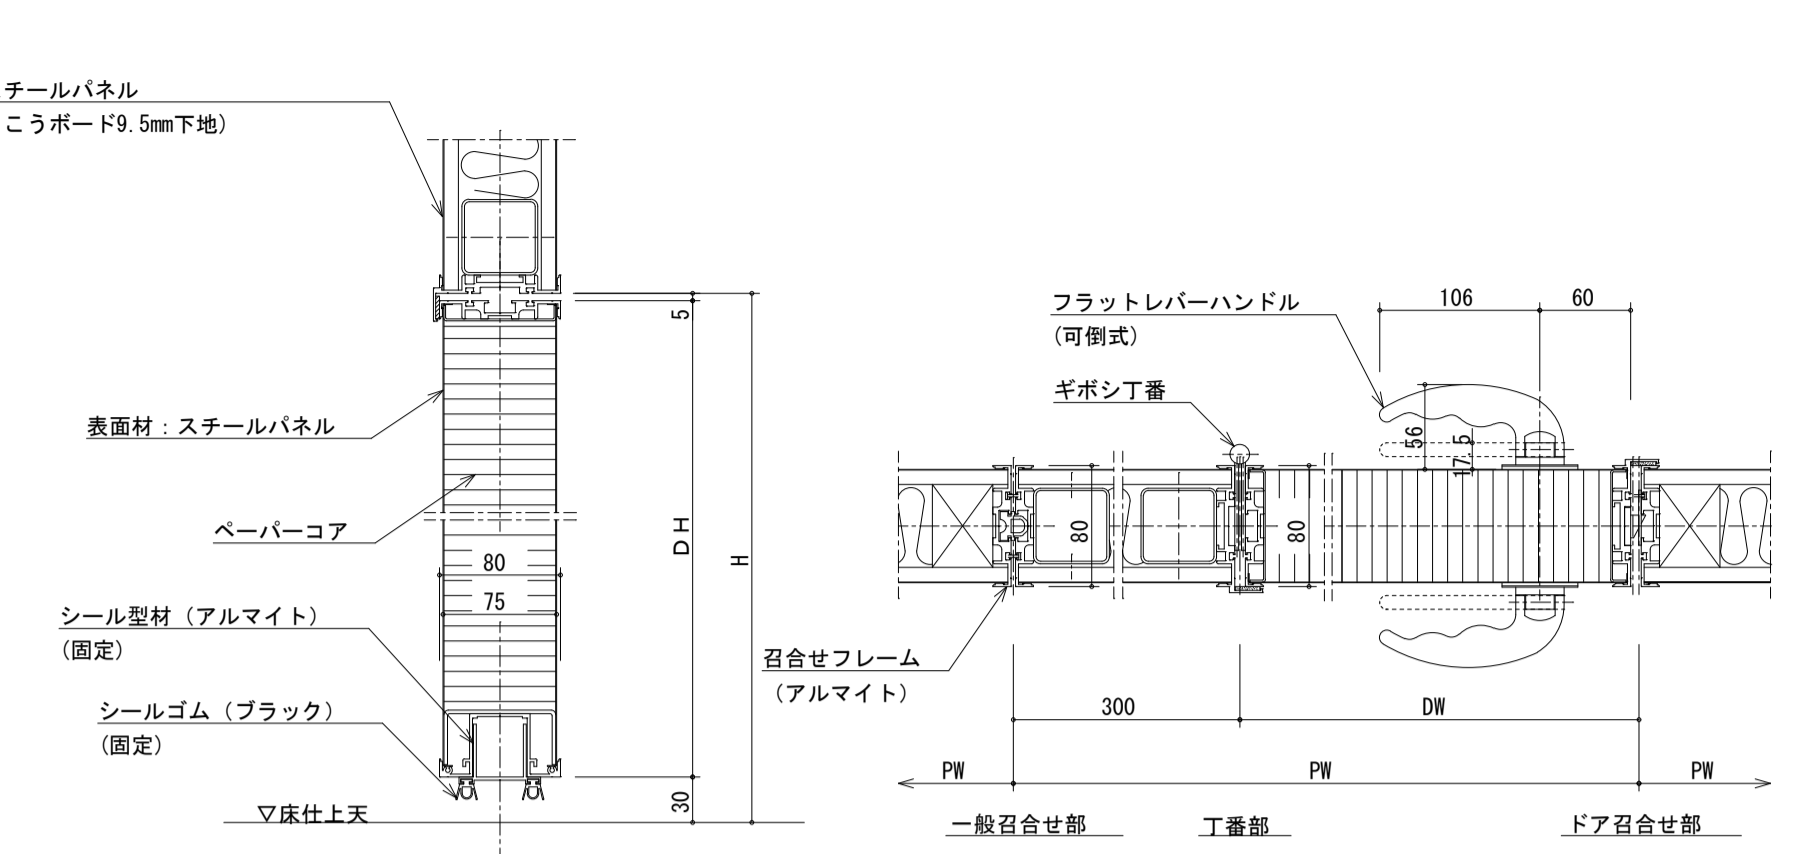 チールパネル
こうボード9.5mm下地)
表面材：スチールパネル
ペーパーコア
80
75
シール型材（アルマイト）
(固定)
シールゴム（ブラック）
(固定)
▽床仕上天
5
DH
H
30
フラットレバーハンドル
(可倒式)
ギボシ丁番
106
60
56
17.5
80
80
召合せフレーム
（アルマイト）
300
DW
PW
PW
PW
一般召合せ部
丁番部
ドア召合せ部